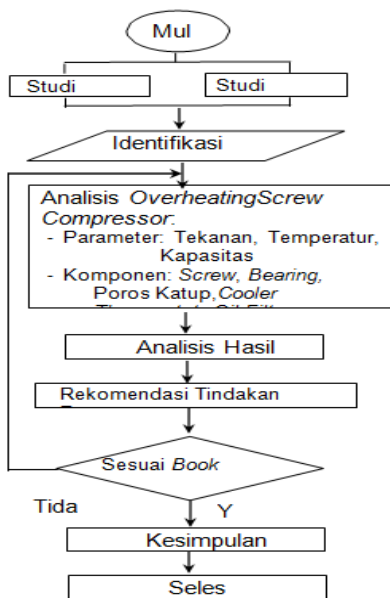 Mul
Studi
Studi
Identifikasi
Analisis OverheatingScrew
Compressor:
- Parameter: Tekanan, Temperatur,
Kapasitas
- Komponen: Screw, Bearing,
Poros Katup,Cooler
Analisis Hasil
Rekomendasi Tindakan
Sesuai Book
Tida
Y
Kesimpulan
Seles